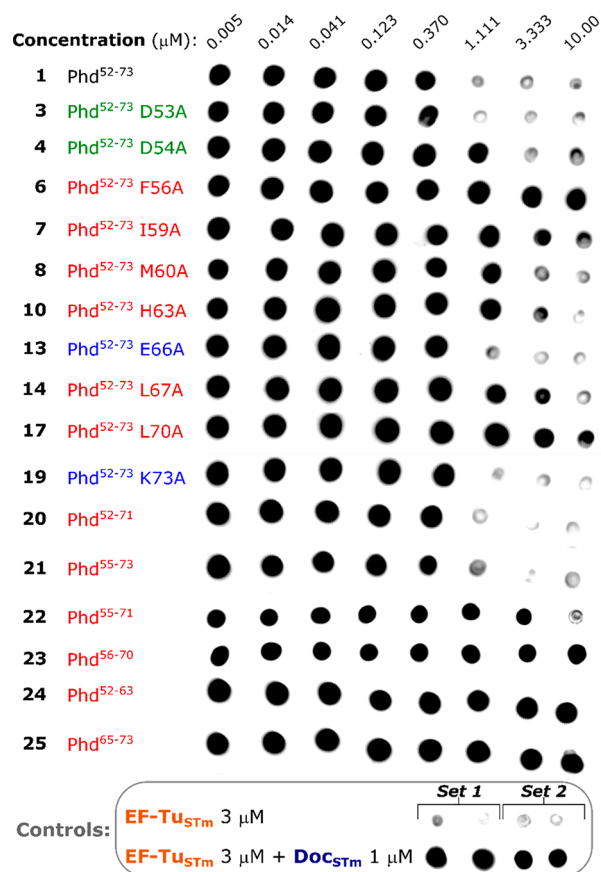 Concentration (μM): 0.005 0.014 0.041 0.123 0.370 1.111 3.333 10.00
1 Phd52-73
3 Phd52-73 D53A
4 Phd52-73 D54A
6 Phd52-73 F56A
7 Phd52-73 I59A
8 Phd52-73 M60A
10 Phd52-73 H63A
13 Phd52-73 E66A
14 Phd52-73 L67A
17 Phd52-73 L70A
19 Phd52-73 K73A
20 Phd52-71
21 Phd55-73
22 Phd55-71
23 Phd56-70
24 Phd52-63
25 Phd65-73
Set 1 Set 2
Controls:
EF-TuSTm 3 μM
EF-TuSTm 3 μM + DocSTm 1 μM